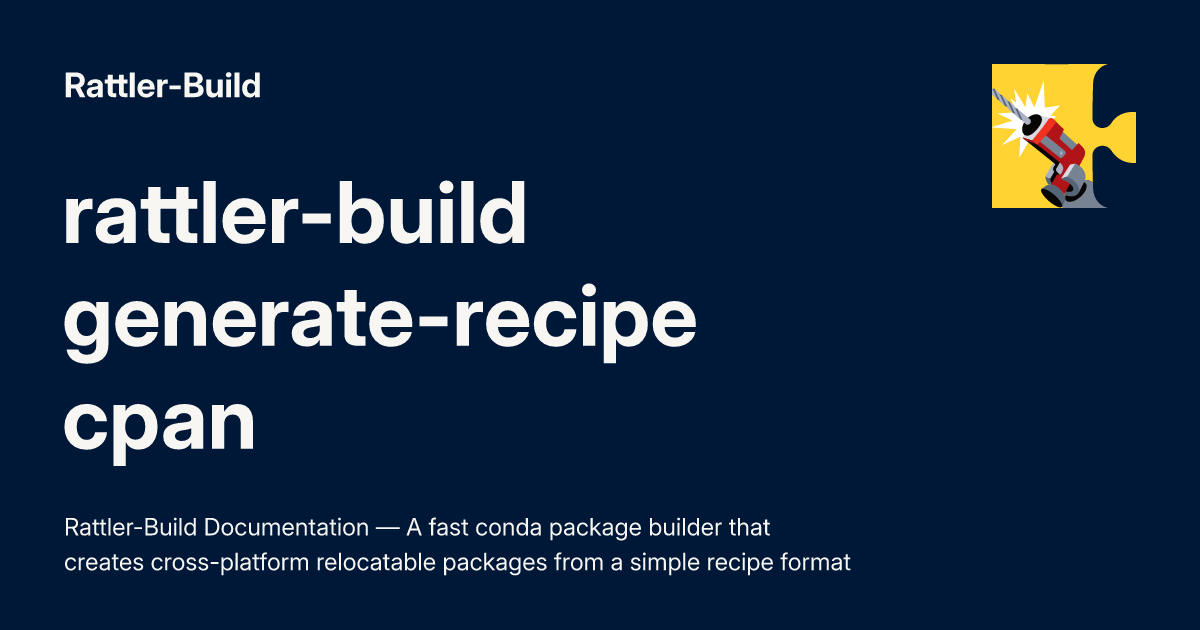 Rattler-Build
rattler-build
generate-recipe
cpan
Rattler-Build Documentation — A fast conda package builder that
creates cross-platform relocatable packages from a simple recipe format